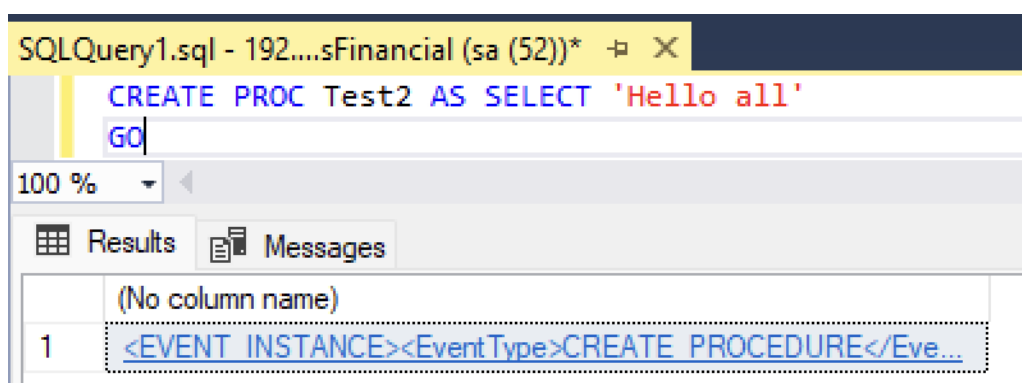 SQLQuery1.sql - 192....sFinancial (sa (52))*
CREATE PROC Test2 AS SELECT 'Hello all'
GO
100 %
Results Messages
(No column name)
1 <EVENT_INSTANCE><EventType>CREATE_PROCEDURE</Eve...